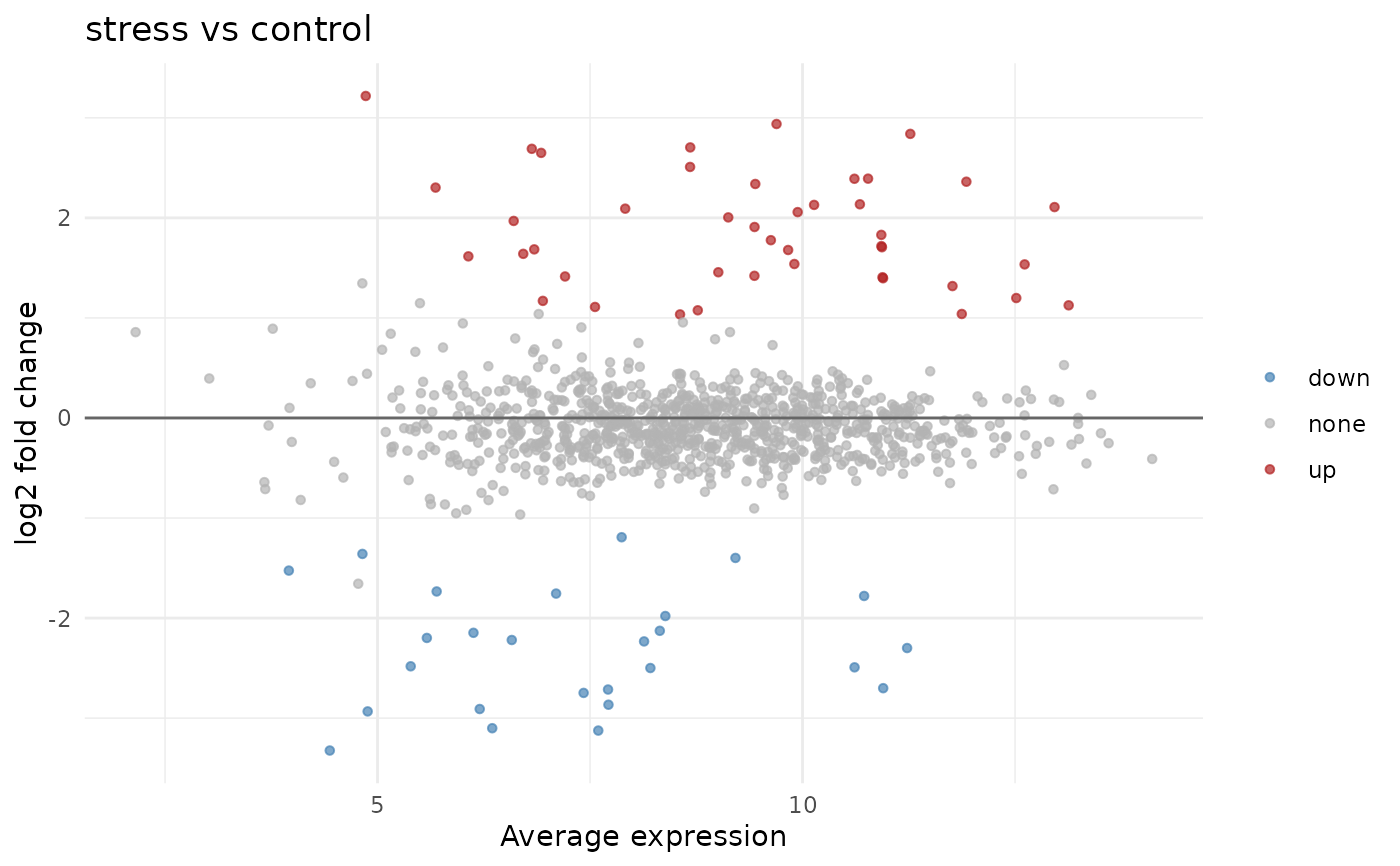 stress vs control
log2 fold change
2
0
-2
5
10
Average expression
down
none
up